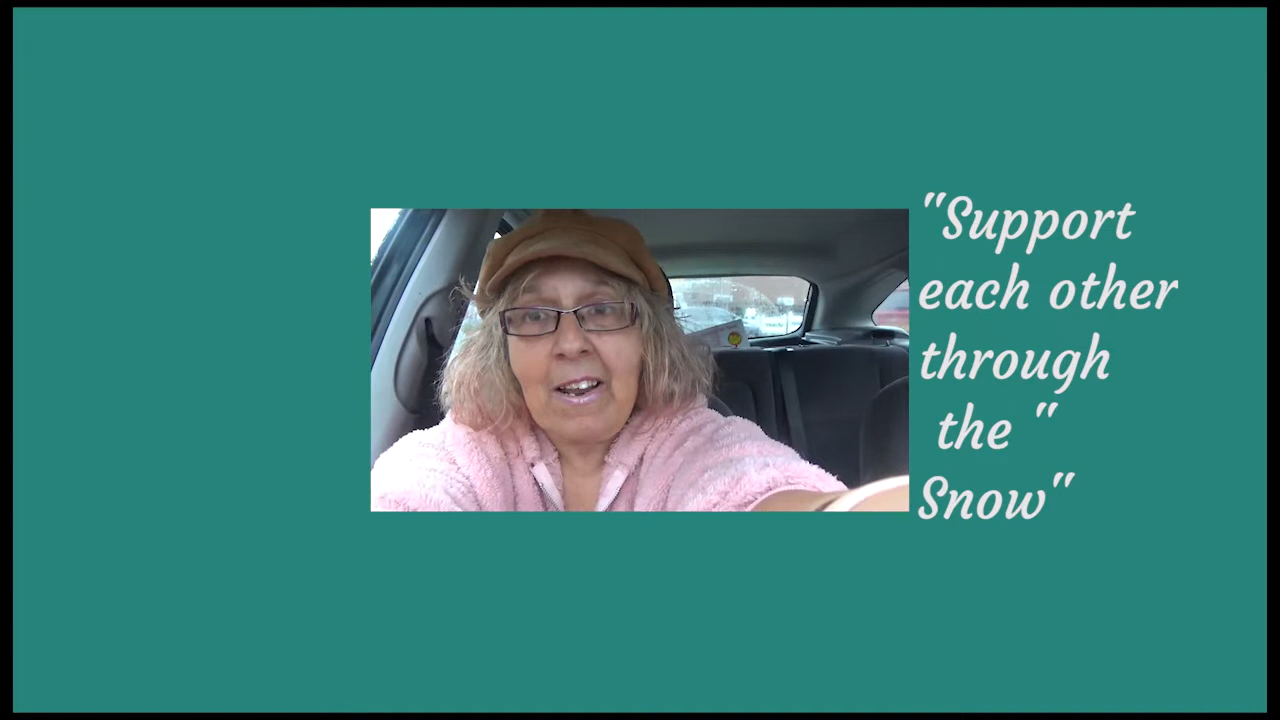 "Support
each other
through
the "
Snow"